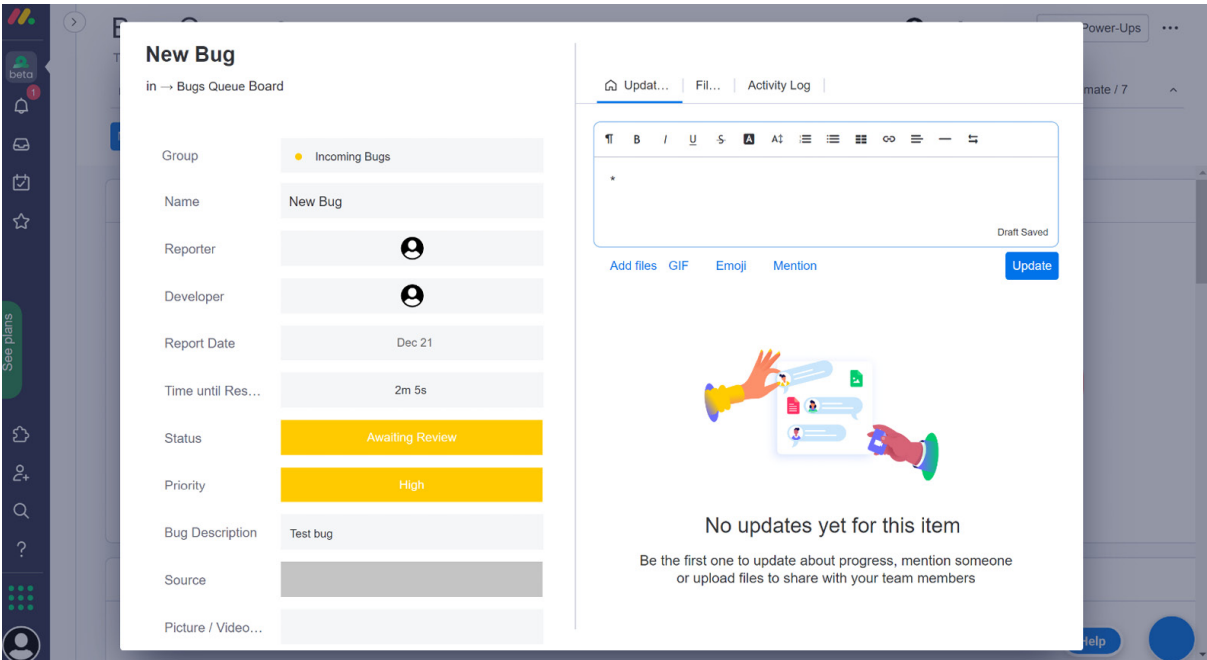 Power-Ups
New Bug
in → Bugs Queue Board
beta
1
Updat...
Fil...
Activity Log
mate / 7
B I U S A A
Group
Incoming Bugs
*
Name
New Bug
Draft Saved
Reporter
Add files GIF Emoji Mention
Update
Developer
See plans
Report Date
Dec 21
Time until Res...
2m 5s
Status
Awaiting Review
Priority
High
Bug Description
Test bug
No updates yet for this item
Be the first one to update about progress, mention someone
or upload files to share with your team members
Source
Picture / Video...
Help